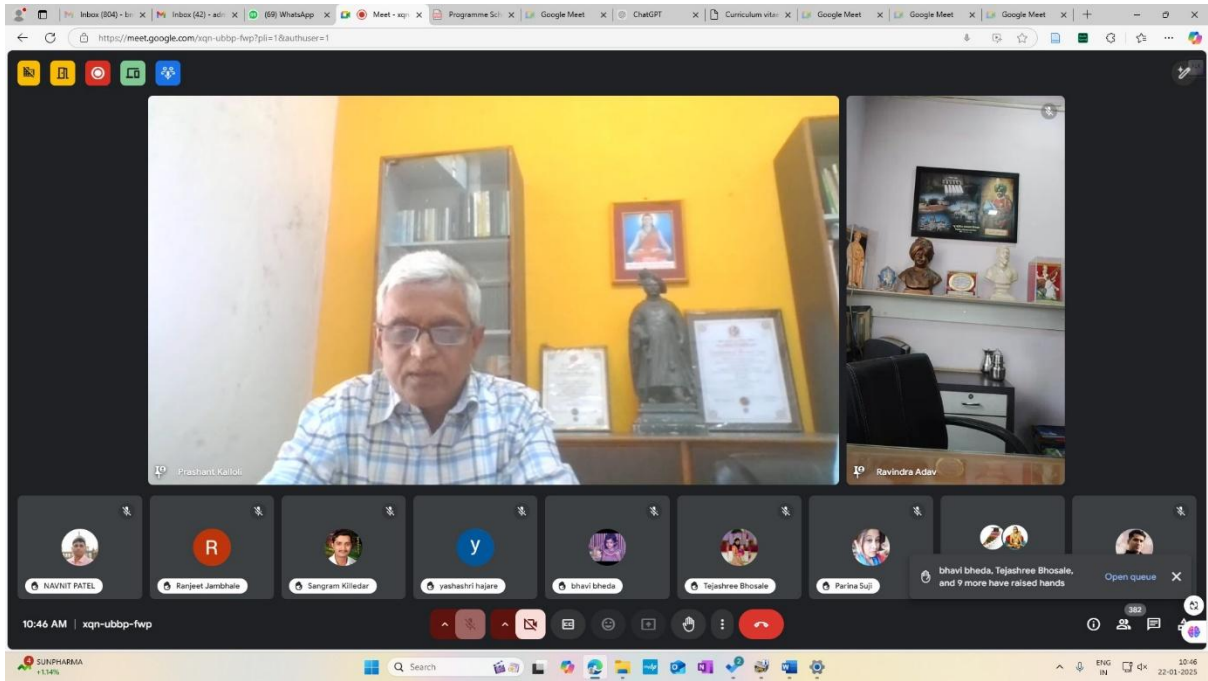 Inbox (804) - br
Inbox (42) - adn
(69) WhatsApp
Meet - xqn
Programme Sch
Google Meet
ChatGPT
Curriculum vitae
Google Meet
Google Meet
Google Meet
https://meet.google.com/xqn-ubbp-fwp?pli=1&authuser=1
Prashant Kalloli
Ravindra Adav
R
y
NAVNIT PATEL
Ranjeet Jambhale
Sangram Killedar
yashashri hajare
bhavi bheda
Tejashree Bhosale
Parina Suji
bhavi bheda, Tejashree Bhosale,
and 9 more have raised hands
Open queue
10:46 AM | xqn-ubbp-fwp
382
4
SUNPHARMA
+1.14%
Search
ENG
IN
10:46
22-01-2025